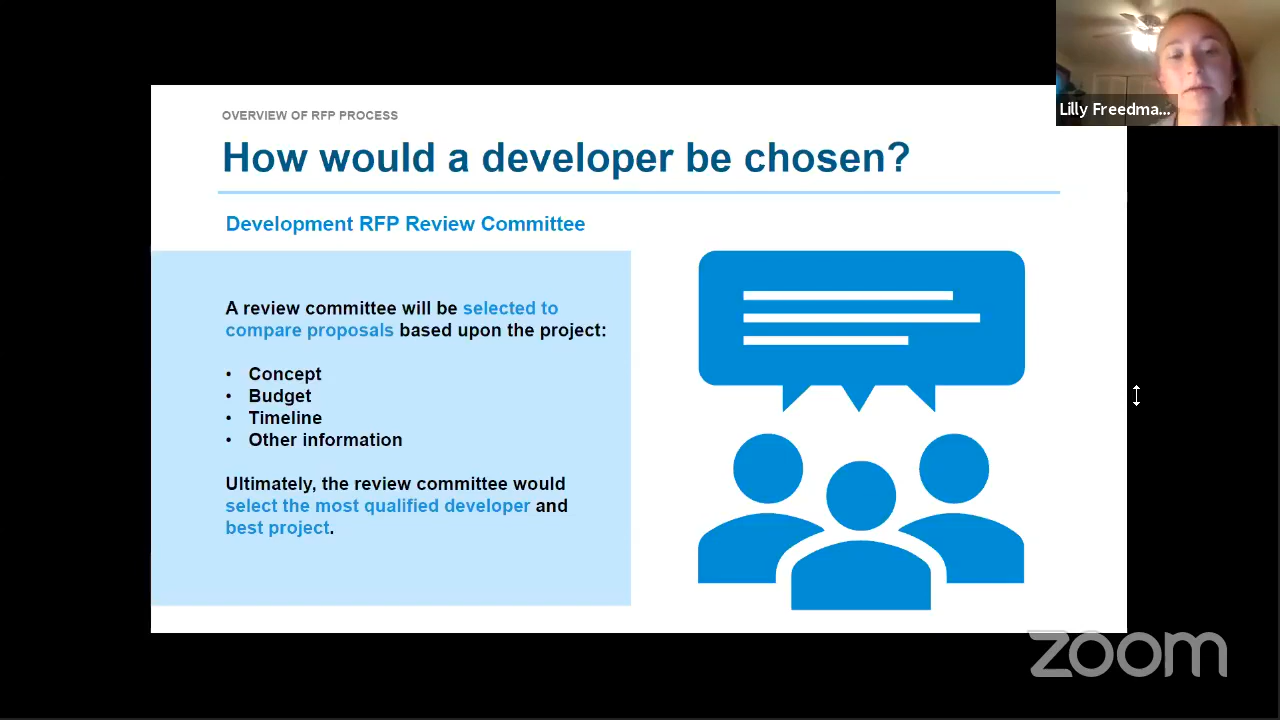 Lilly Freedma...
OVERVIEW OF RFP PROCESS
How would a developer be chosen?
Development RFP Review Committee
A review committee will be selected to
compare proposals based upon the project:
• Concept
• Budget
• Timeline
• Other information
Ultimately, the review committee would
select the most qualified developer and
best project.
zoom